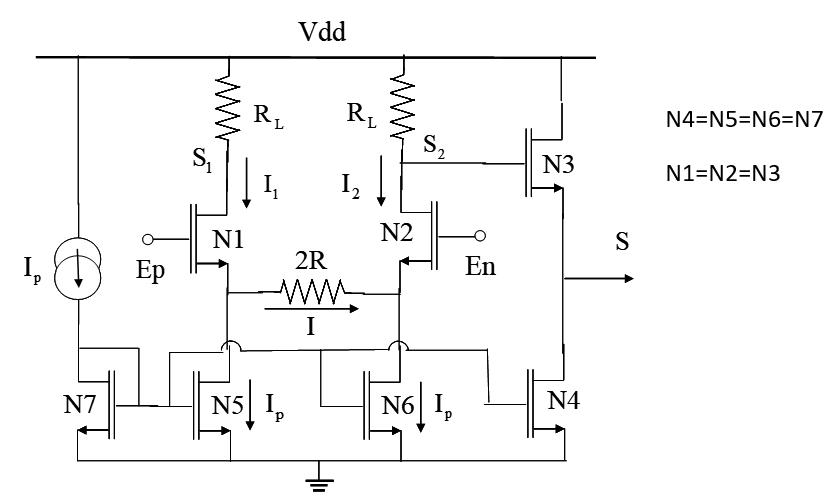 Vdd
R_L
R_L
N4=N5=N6=N7
S_1
S_2
N3
N1=N2=N3
I_1
I_2
N1
N2
S
I_p
Ep
2R
En
I
N7
N5
I_p
N6
I_p
N4